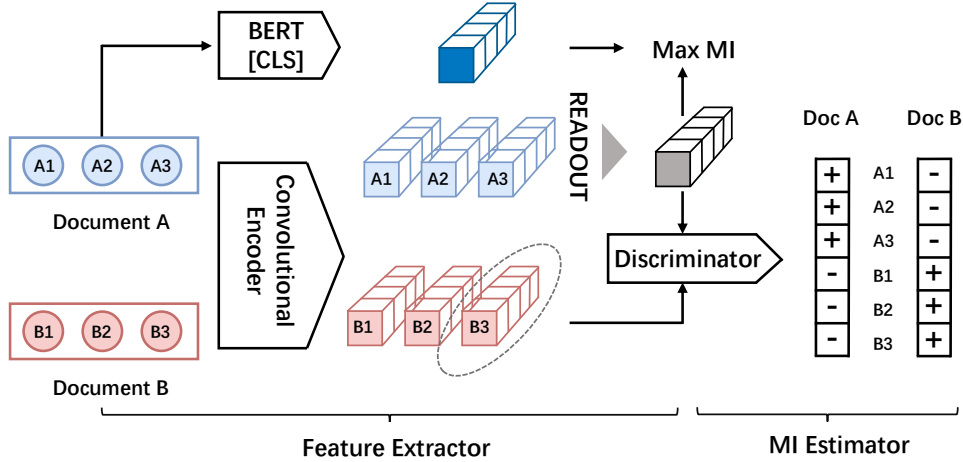 BERT
[CLS]
Max MI
READOUT
Doc A
Doc B
A1
A2
A3
A1
A2
A3
Document A
Convolutional
Encoder
Discriminator
+
A1
-
+
A2
-
+
A3
-
-
B1
+
-
B2
+
-
B3
+
B1
B2
B3
B1
B2
B3
Document B
Feature Extractor
MI Estimator